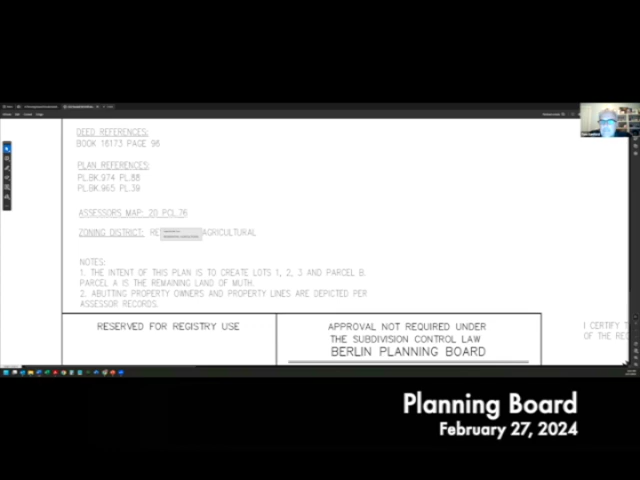 DEED REFERENCES:
BOOK 16173 PAGE 96
PLAN REFERENCES:
PL.BK.974 PL.88
PL.BK.965 PL.39
ASSESSORS MAP: 20 PCL.76
ZONING DISTRICT: RE AGRICULTURAL
NOTES:
1. THE INTENT OF THIS PLAN IS TO CREATE LOTS 1, 2, 3 AND PARCEL B.
PARCEL A IS THE REMAINING LAND OF MUTH.
2. ABUTTING PROPERTY OWNERS AND PROPERTY LINES ARE DEPICTED PER
ASSESSOR RECORDS.
RESERVED FOR REGISTRY USE
APPROVAL NOT REQUIRED UNDER
THE SUBDIVISION CONTROL LAW
BERLIN PLANNING BOARD
I CERTIFY T
OF THE REG
Planning Board
February 27, 2024